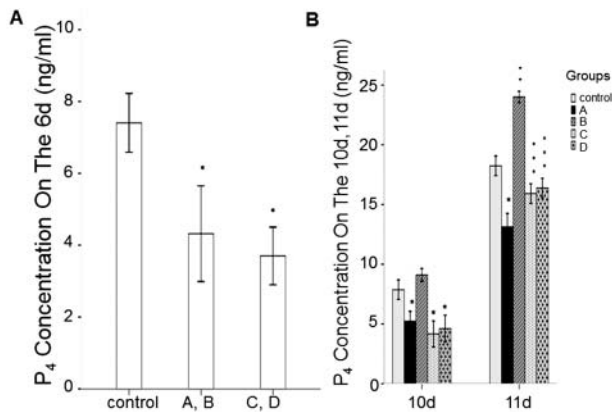 A
P4 Concentration On The 6d (ng/ml)
10
8
6
4
2
0
control A, B C, D
B
P4 Concentration On The 10d,11d (ng/ml)
25
20
15
10
5
0
10d 11d
Groups
control
A
B
C
D